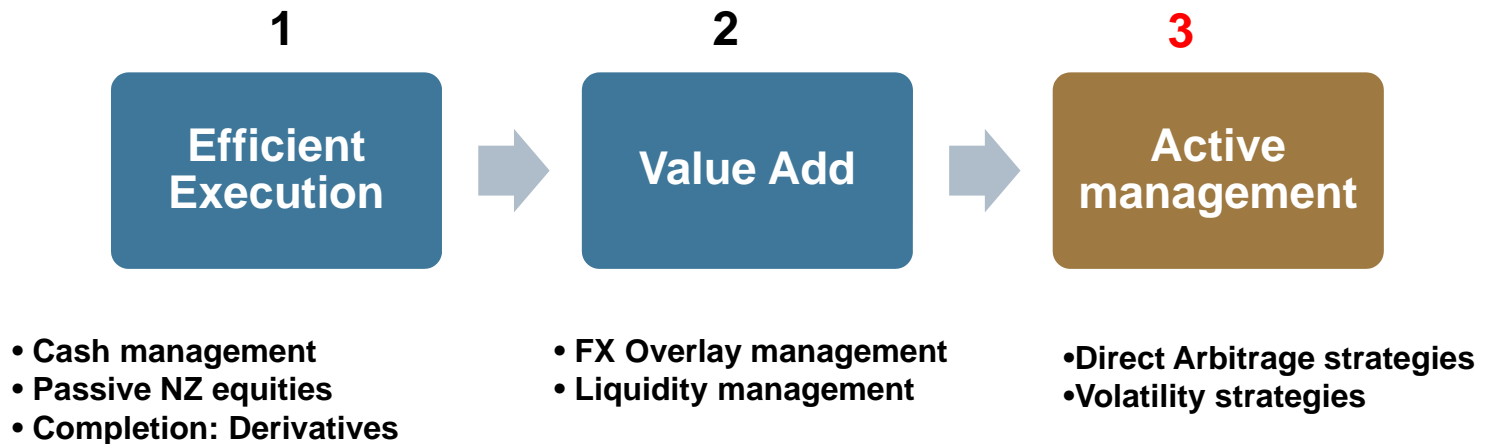 1
Efficient
Execution
• Cash management
• Passive NZ equities
• Completion: Derivatives
2
Value Add
• FX Overlay management
• Liquidity management
3
Active
management
•Direct Arbitrage strategies
•Volatility strategies